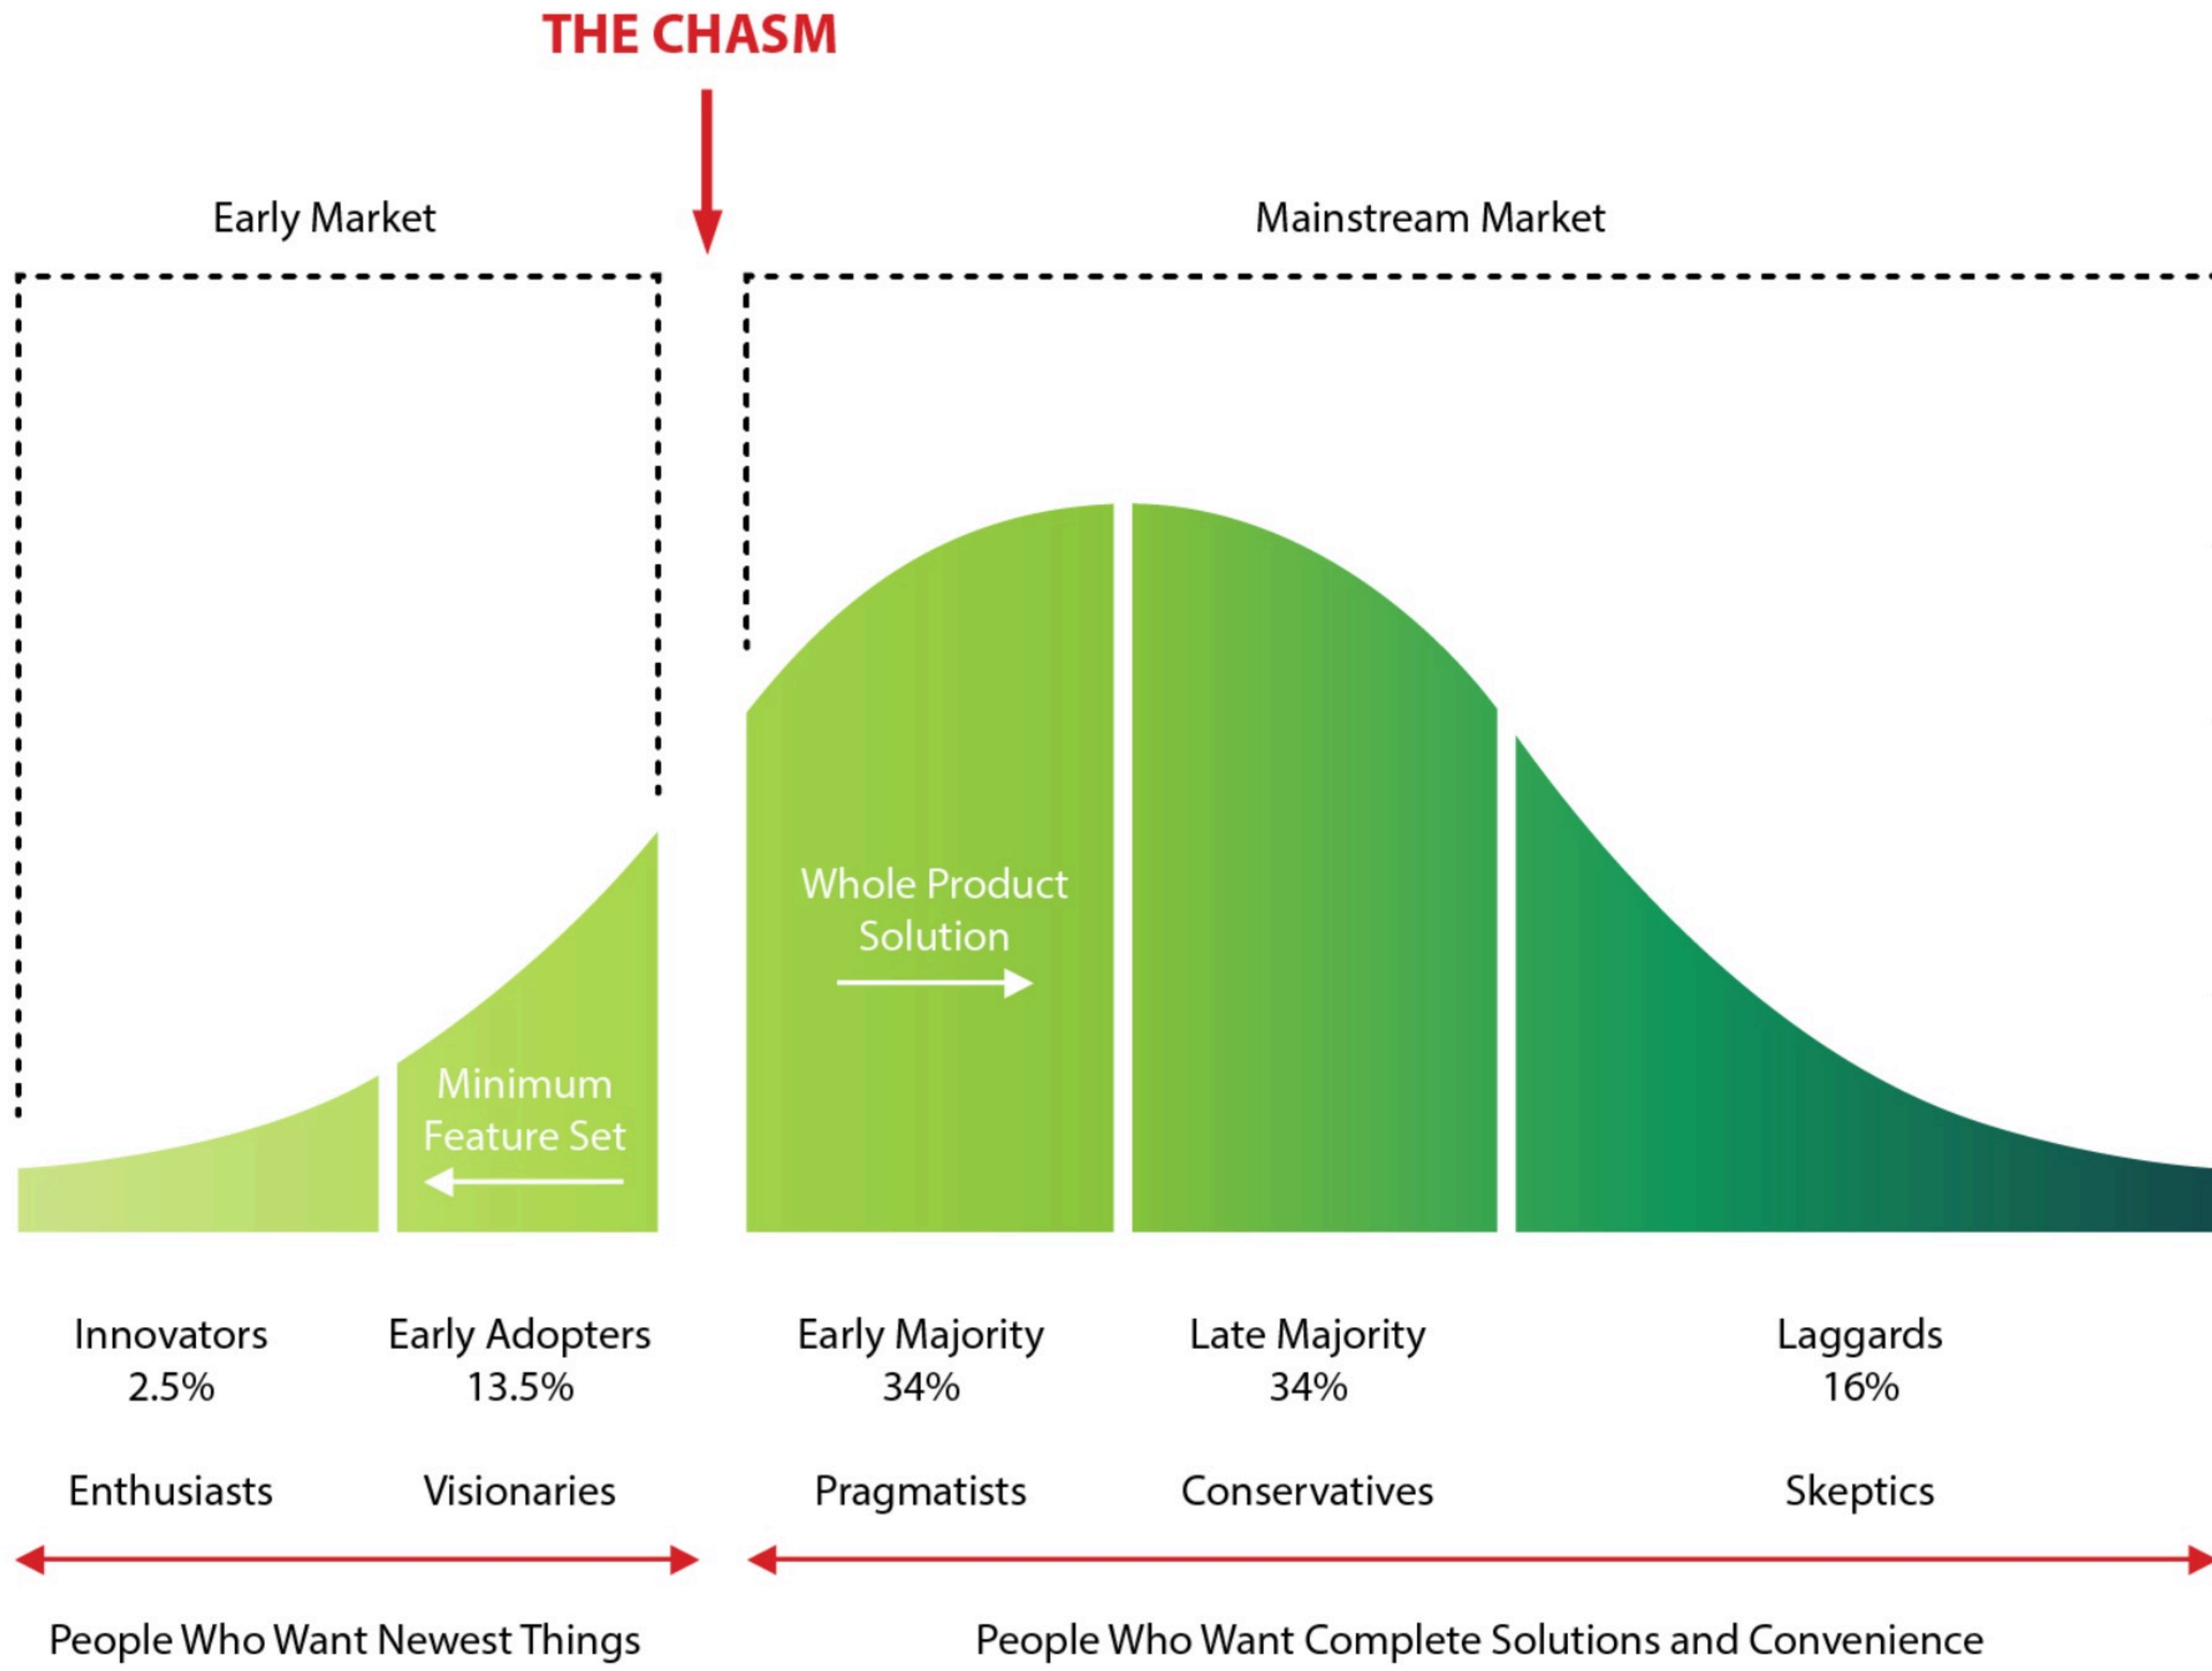 THE CHASM
Early Market
Mainstream Market
Whole Product
Solution
Minimum
Feature Set
Innovators
2.5%
Early Adopters
13.5%
Early Majority
34%
Late Majority
34%
Laggards
16%
Enthusiasts
Visionaries
Pragmatists
Conservatives
Skeptics
People Who Want Newest Things
People Who Want Complete Solutions and Convenience